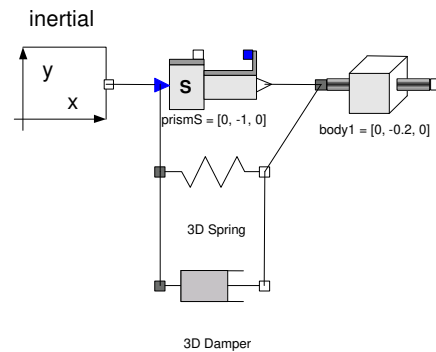 inertial
y
x
S
prismS = [0, -1, 0]
body1 = [0, -0.2, 0]
3D Spring
3D Damper